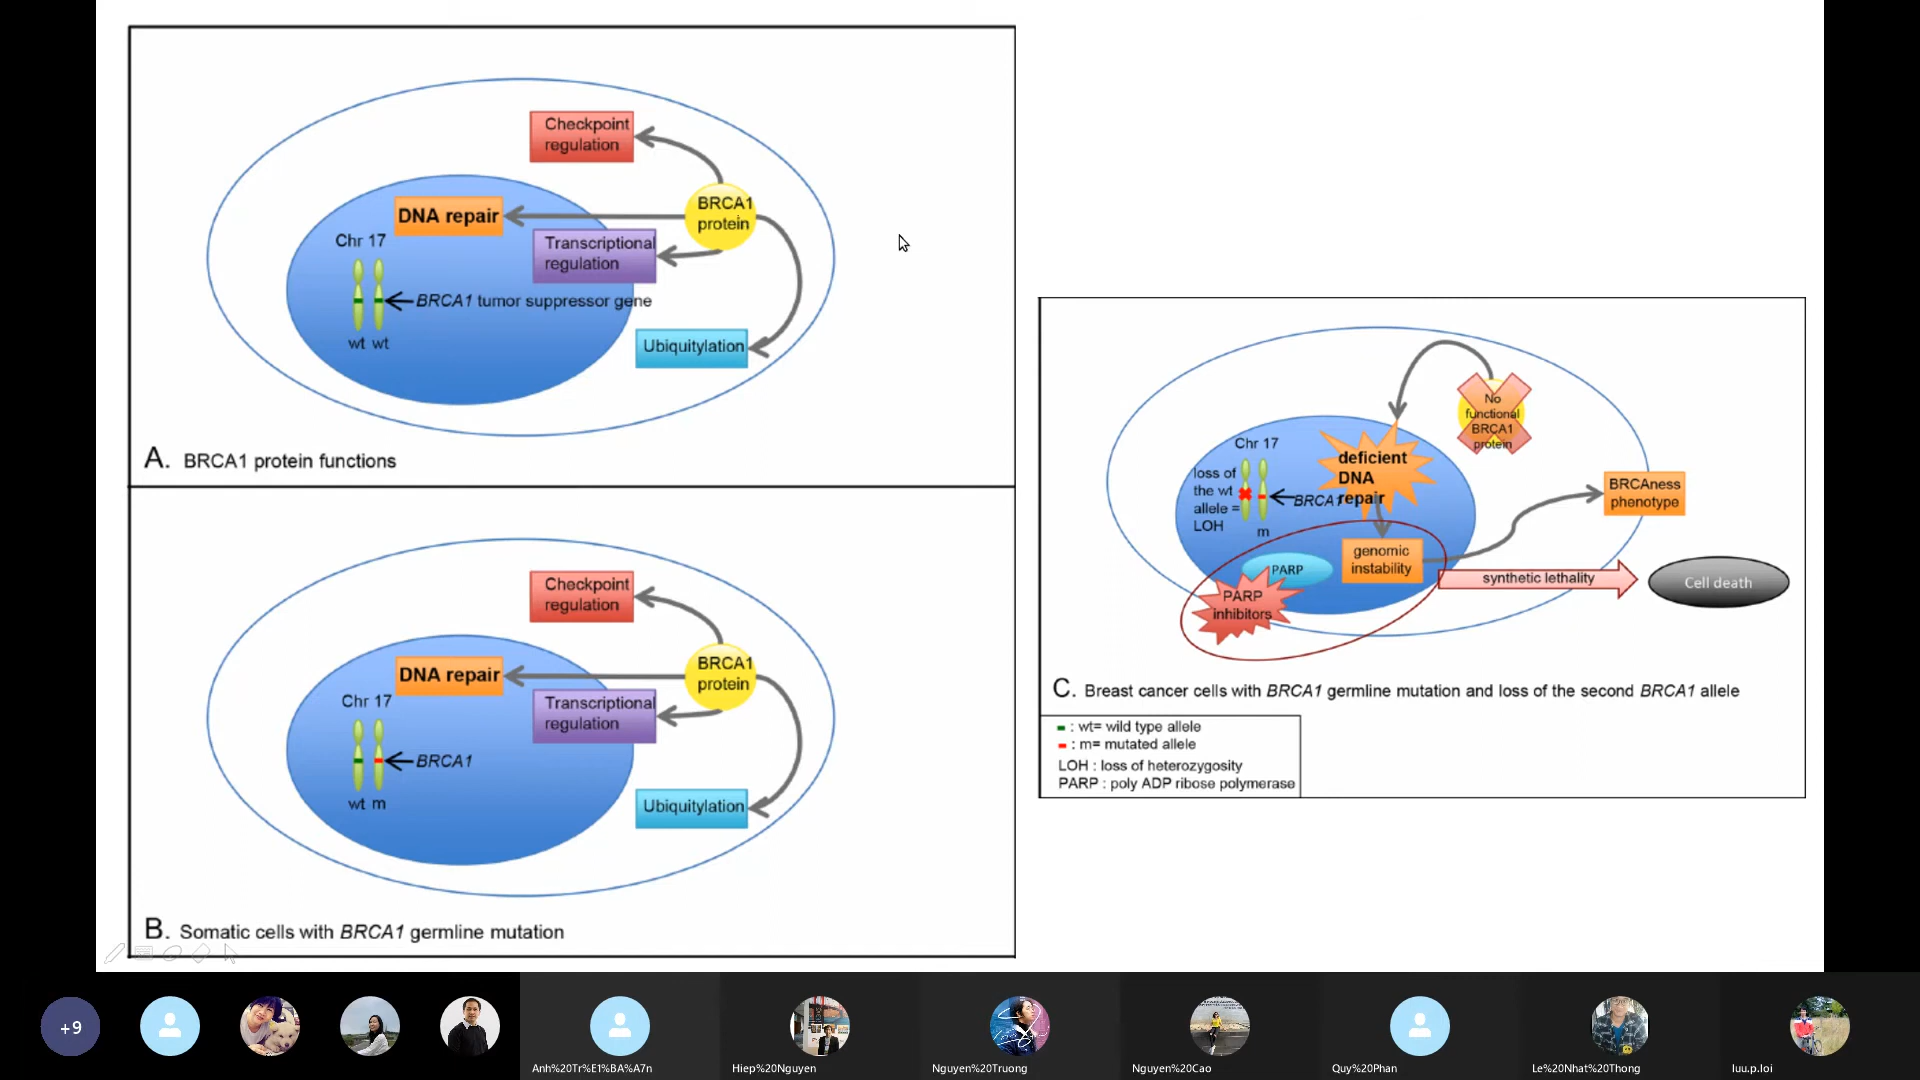 Checkpoint
regulation
BRCA1
protein
DNA repair
Transcriptional
regulation
Chr 17
BRCA1 tumor suppressor gene
wt wt
Ubiquitylation
A. BRCA1 protein functions
Checkpoint
regulation
BRCA1
protein
DNA repair
Transcriptional
regulation
Chr 17
BRCA1
wt m
Ubiquitylation
B. Somatic cells with BRCA1 germline mutation
No
functional
BRCA1
protein
Chr 17
deficient
DNA
repair
loss of
the wt
allele =
LOH
BRCA1
m
BRCAness
phenotype
genomic
instability
PARP
PARP
inhibitors
synthetic lethality
Cell death
C. Breast cancer cells with BRCA1 germline mutation and loss of the second BRCA1 allele
: wt= wild type allele
: m= mutated allele
LOH : loss of heterozygosity
PARP : poly ADP ribose polymerase
+9
Anh%20Tr%E1%BA%A7n
Hiep%20Nguyen
Nguyen%20Truong
Nguyen%20Cao
Quy%20Phan
Le%20Nhat%20Thong
luu.p.loi